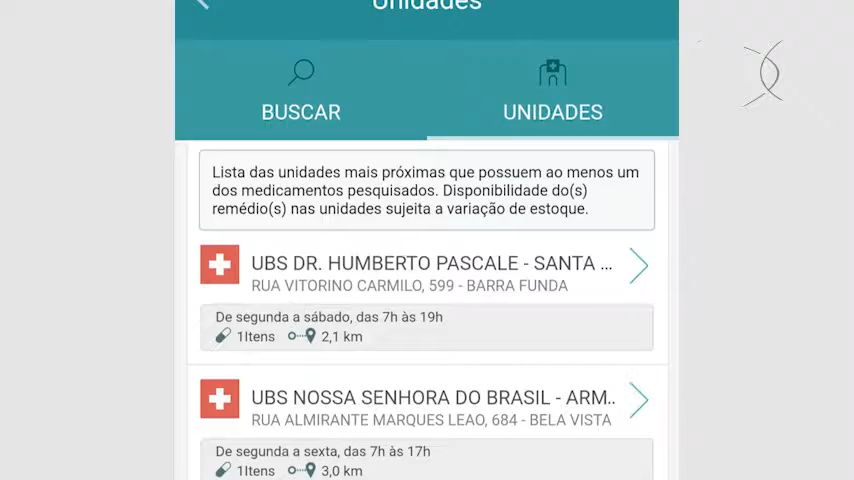 Unidades
BUSCAR
UNIDADES
Lista das unidades mais próximas que possuem ao menos um
dos medicamentos pesquisados. Disponibilidade do(s)
remédio(s) nas unidades sujeita a variação de estoque.
UBS DR. HUMBERTO PASCALE - SANTA ...
RUA VITORINO CARMILO, 599 - BARRA FUNDA
De segunda a sábado, das 7h às 19h
1Itens 2,1 km
UBS NOSSA SENHORA DO BRASIL - ARM..
RUA ALMIRANTE MARQUES LEAO, 684 - BELA VISTA
De segunda a sexta, das 7h às 17h
1Itens 3,0 km